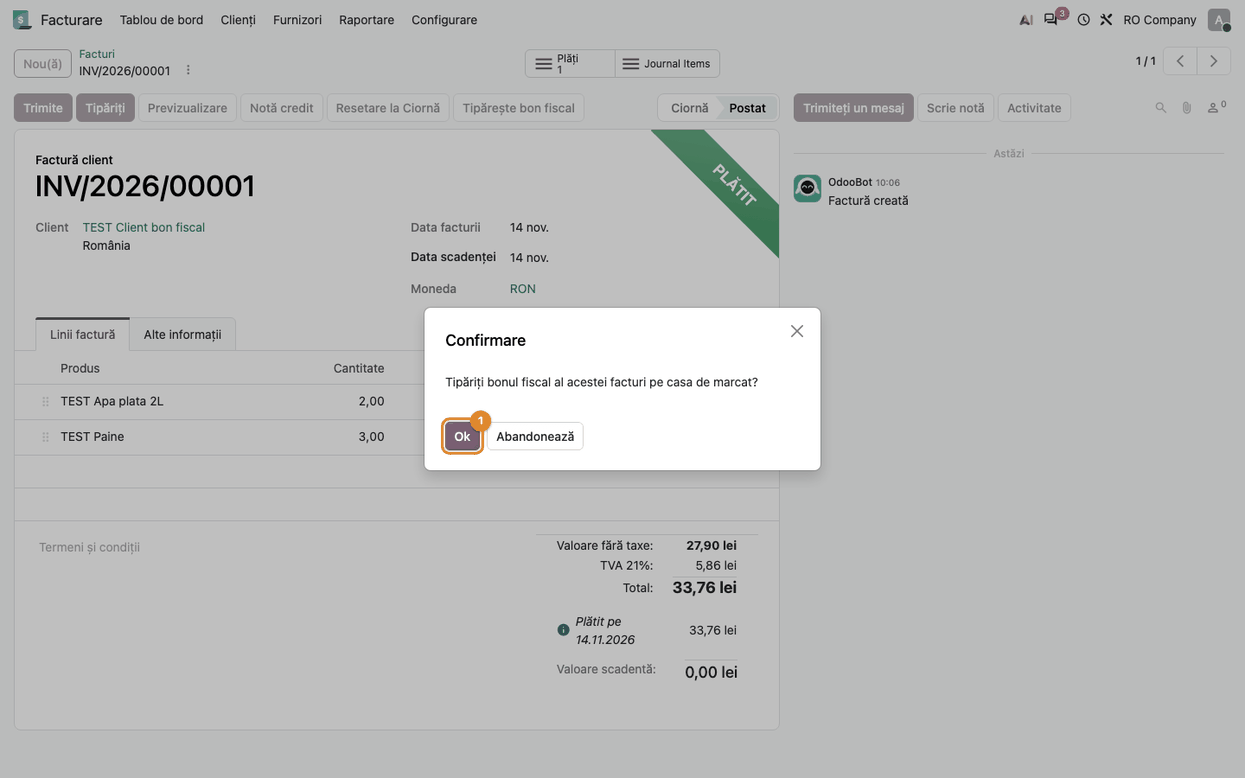 Facturare
Tablou de bord
Clienți
Furnizori
Raportare
Configurare
AI
3
RO Company
A
Nou(ă)
Facturi
INV/2026/00001
Plăți
1
Journal Items
1 / 1
Trimite
Tipăriți
Previzualizare
Notă credit
Resetare la Ciornă
Tipărește bon fiscal
Ciornă
Postat
Trimiteți un mesaj
Scrie notă
Activitate
0
Factură client
INV/2026/00001
PLĂTIT
Astăzi
OdooBot 10:06
Factură creată
Client
TEST Client bon fiscal
România
Data facturii
14 nov.
Data scadenței
14 nov.
Moneda
RON
Linii factură
Alte informații
Produs
Cantitate
TEST Apa plata 2L
2,00
TEST Paine
3,00
Confirmare
Tipăriți bonul fiscal al acestei facturi pe casa de marcat?
1
Ok
Abandonează
Termeni și condiții
Valoare fără taxe: 27,90 lei
TVA 21%: 5,86 lei
Total: 33,76 lei
Plătit pe
14.11.2026
33,76 lei
Valoare scadentă: 0,00 lei